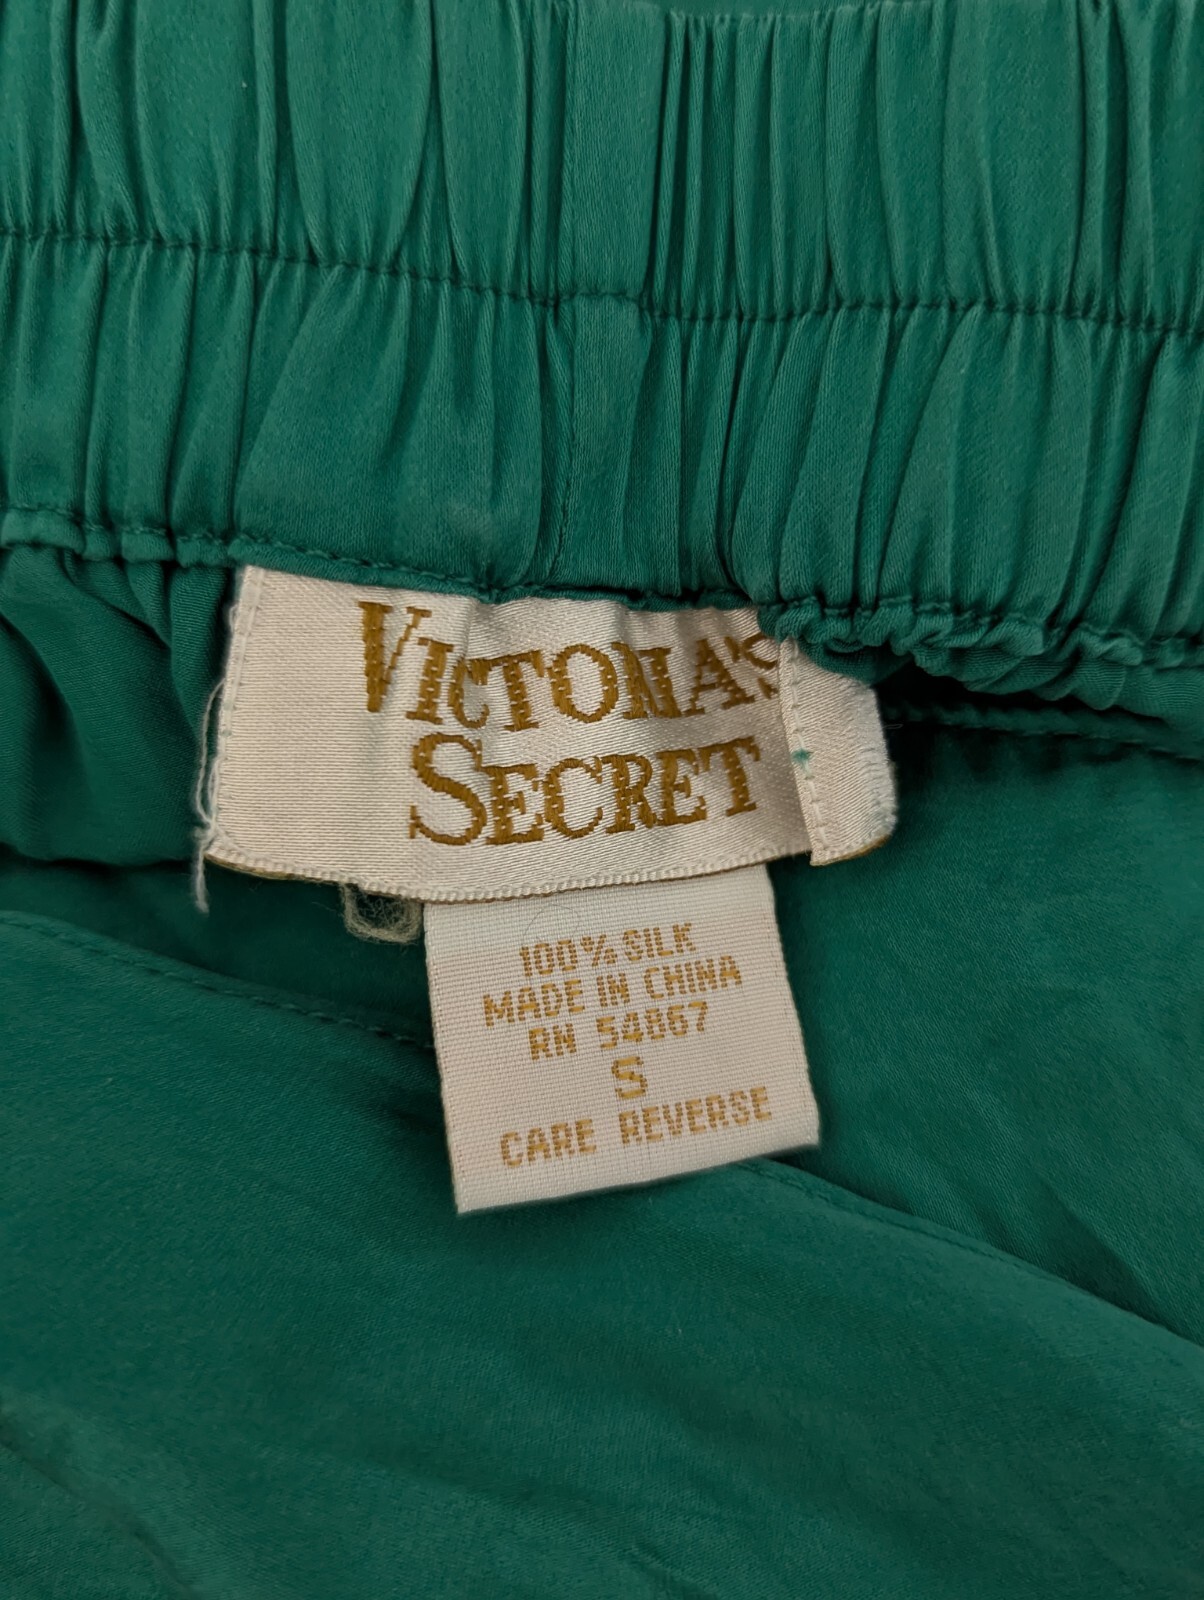 VICTORIA'S
SECRET
100% SILK
MADE IN CHINA
RN 54867
S
CARE REVERSE